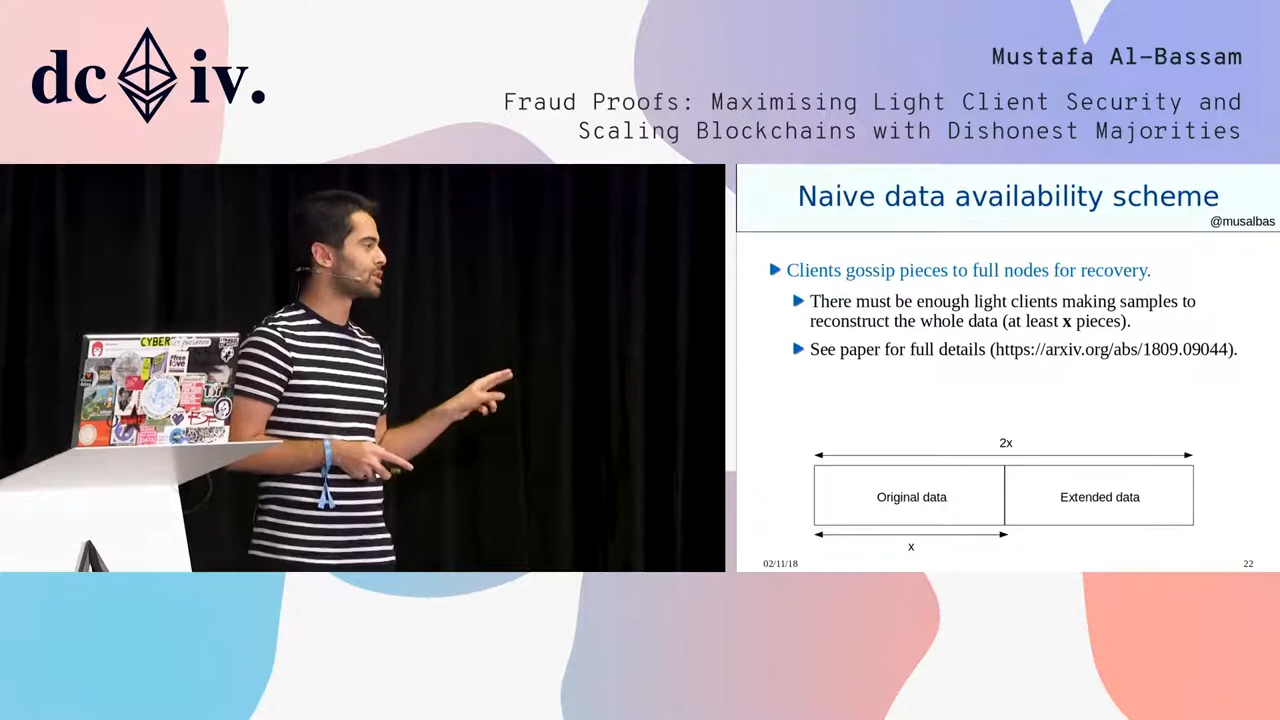 dc iv.
Mustafa Al-Bassam
Fraud Proofs: Maximising Light Client Security and
Scaling Blockchains with Dishonest Majorities
Naive data availability scheme
@musalbas
Clients gossip pieces to full nodes for recovery.
There must be enough light clients making samples to
reconstruct the whole data (at least x pieces).
See paper for full details (https://arxiv.org/abs/1809.09044).
2x
Original data
Extended data
x
02/11/18
22
CYBER